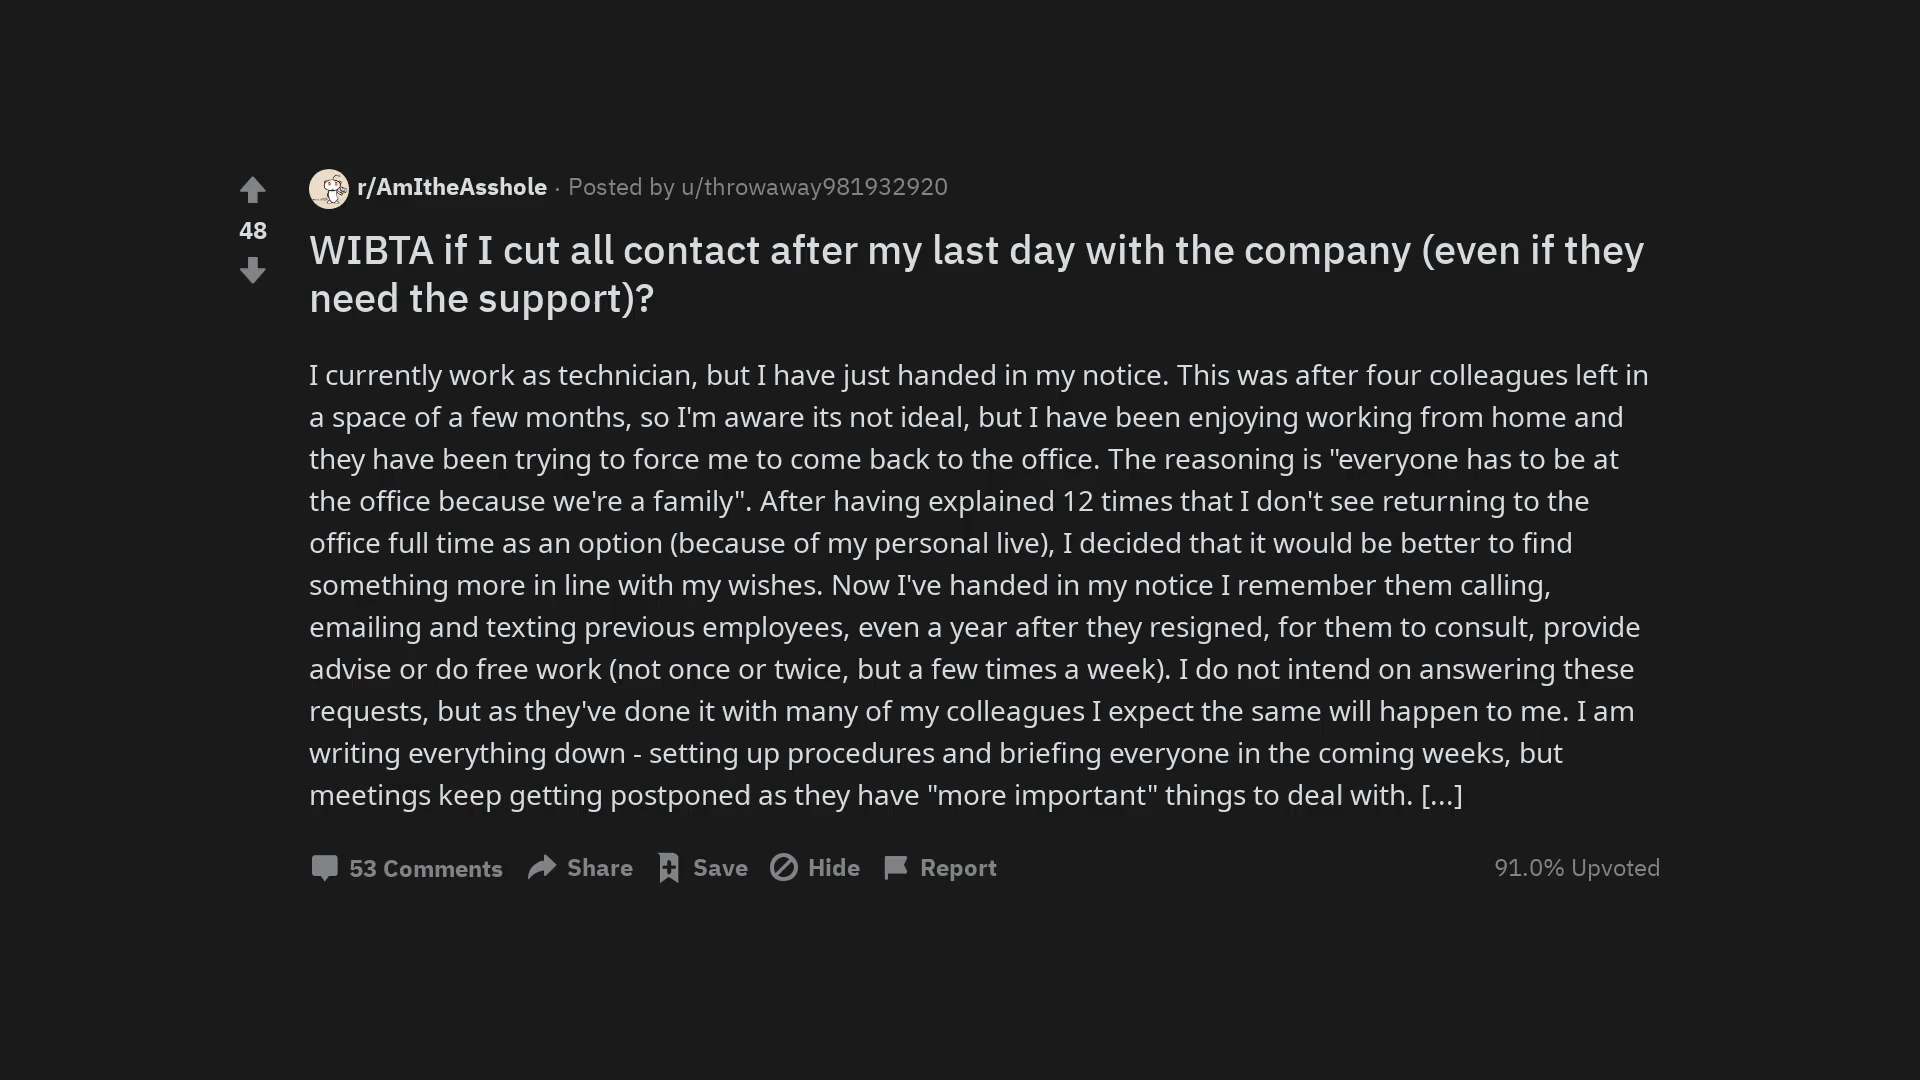 r/AmItheAsshole · Posted by u/throwaway981932920
48
WIBTA if I cut all contact after my last day with the company (even if they
need the support)?
I currently work as technician, but I have just handed in my notice. This was after four colleagues left in
a space of a few months, so I'm aware its not ideal, but I have been enjoying working from home and
they have been trying to force me to come back to the office. The reasoning is "everyone has to be at
the office because we're a family". After having explained 12 times that I don't see returning to the
office full time as an option (because of my personal live), I decided that it would be better to find
something more in line with my wishes. Now I've handed in my notice I remember them calling,
emailing and texting previous employees, even a year after they resigned, for them to consult, provide
advise or do free work (not once or twice, but a few times a week). I do not intend on answering these
requests, but as they've done it with many of my colleagues I expect the same will happen to me. I am
writing everything down - setting up procedures and briefing everyone in the coming weeks, but
meetings keep getting postponed as they have "more important" things to deal with. [...]
53 Comments Share Save Hide Report 91.0% Upvoted